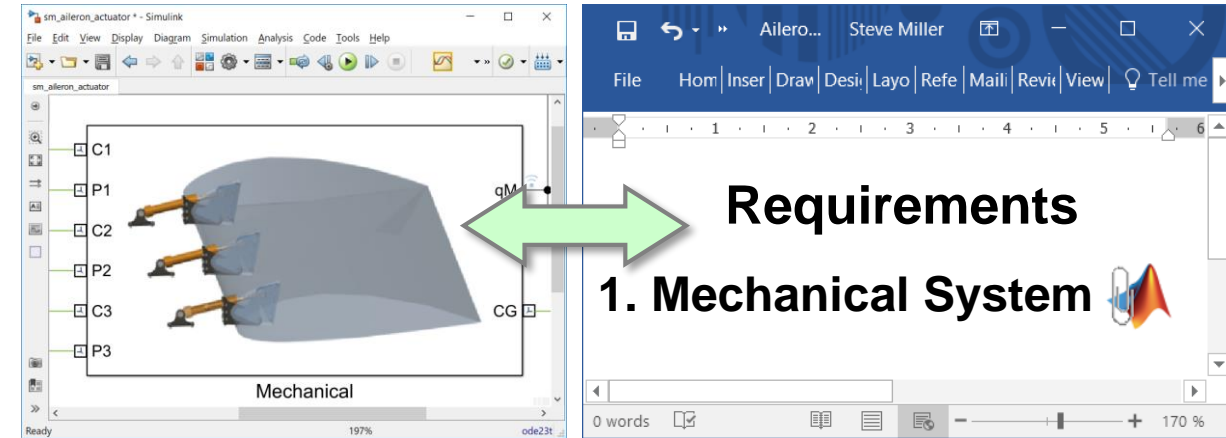 sm_aileron_actuator * - Simulink
File Edit View Display Diagram Simulation Analysis Code Tools Help
sm_aileron_actuator
C1
P1
C2
P2
C3
P3
qM
CG
Mechanical
Ready 197% ode23t
Ailero... Steve Miller
File Hom Inser Draw Desi Layo Refe Maili Revie View Tell me
1 2 3 4 5 6
Requirements
1. Mechanical System
0 words 170 %